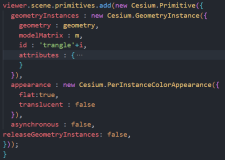 viewer.scene.primitives.add(new Cesium.Primitive({
geometryInstances : new Cesium.GeometryInstance({
geometry : geometry,
modelMatrix : m,
id : 'trangle'+i,
attributes : {…
}
}),
appearance : new Cesium.PerInstanceColorAppearance({
flat:true,
translucent : false
}),
asynchronous : false,
releaseGeometryInstances: false,
}));
}